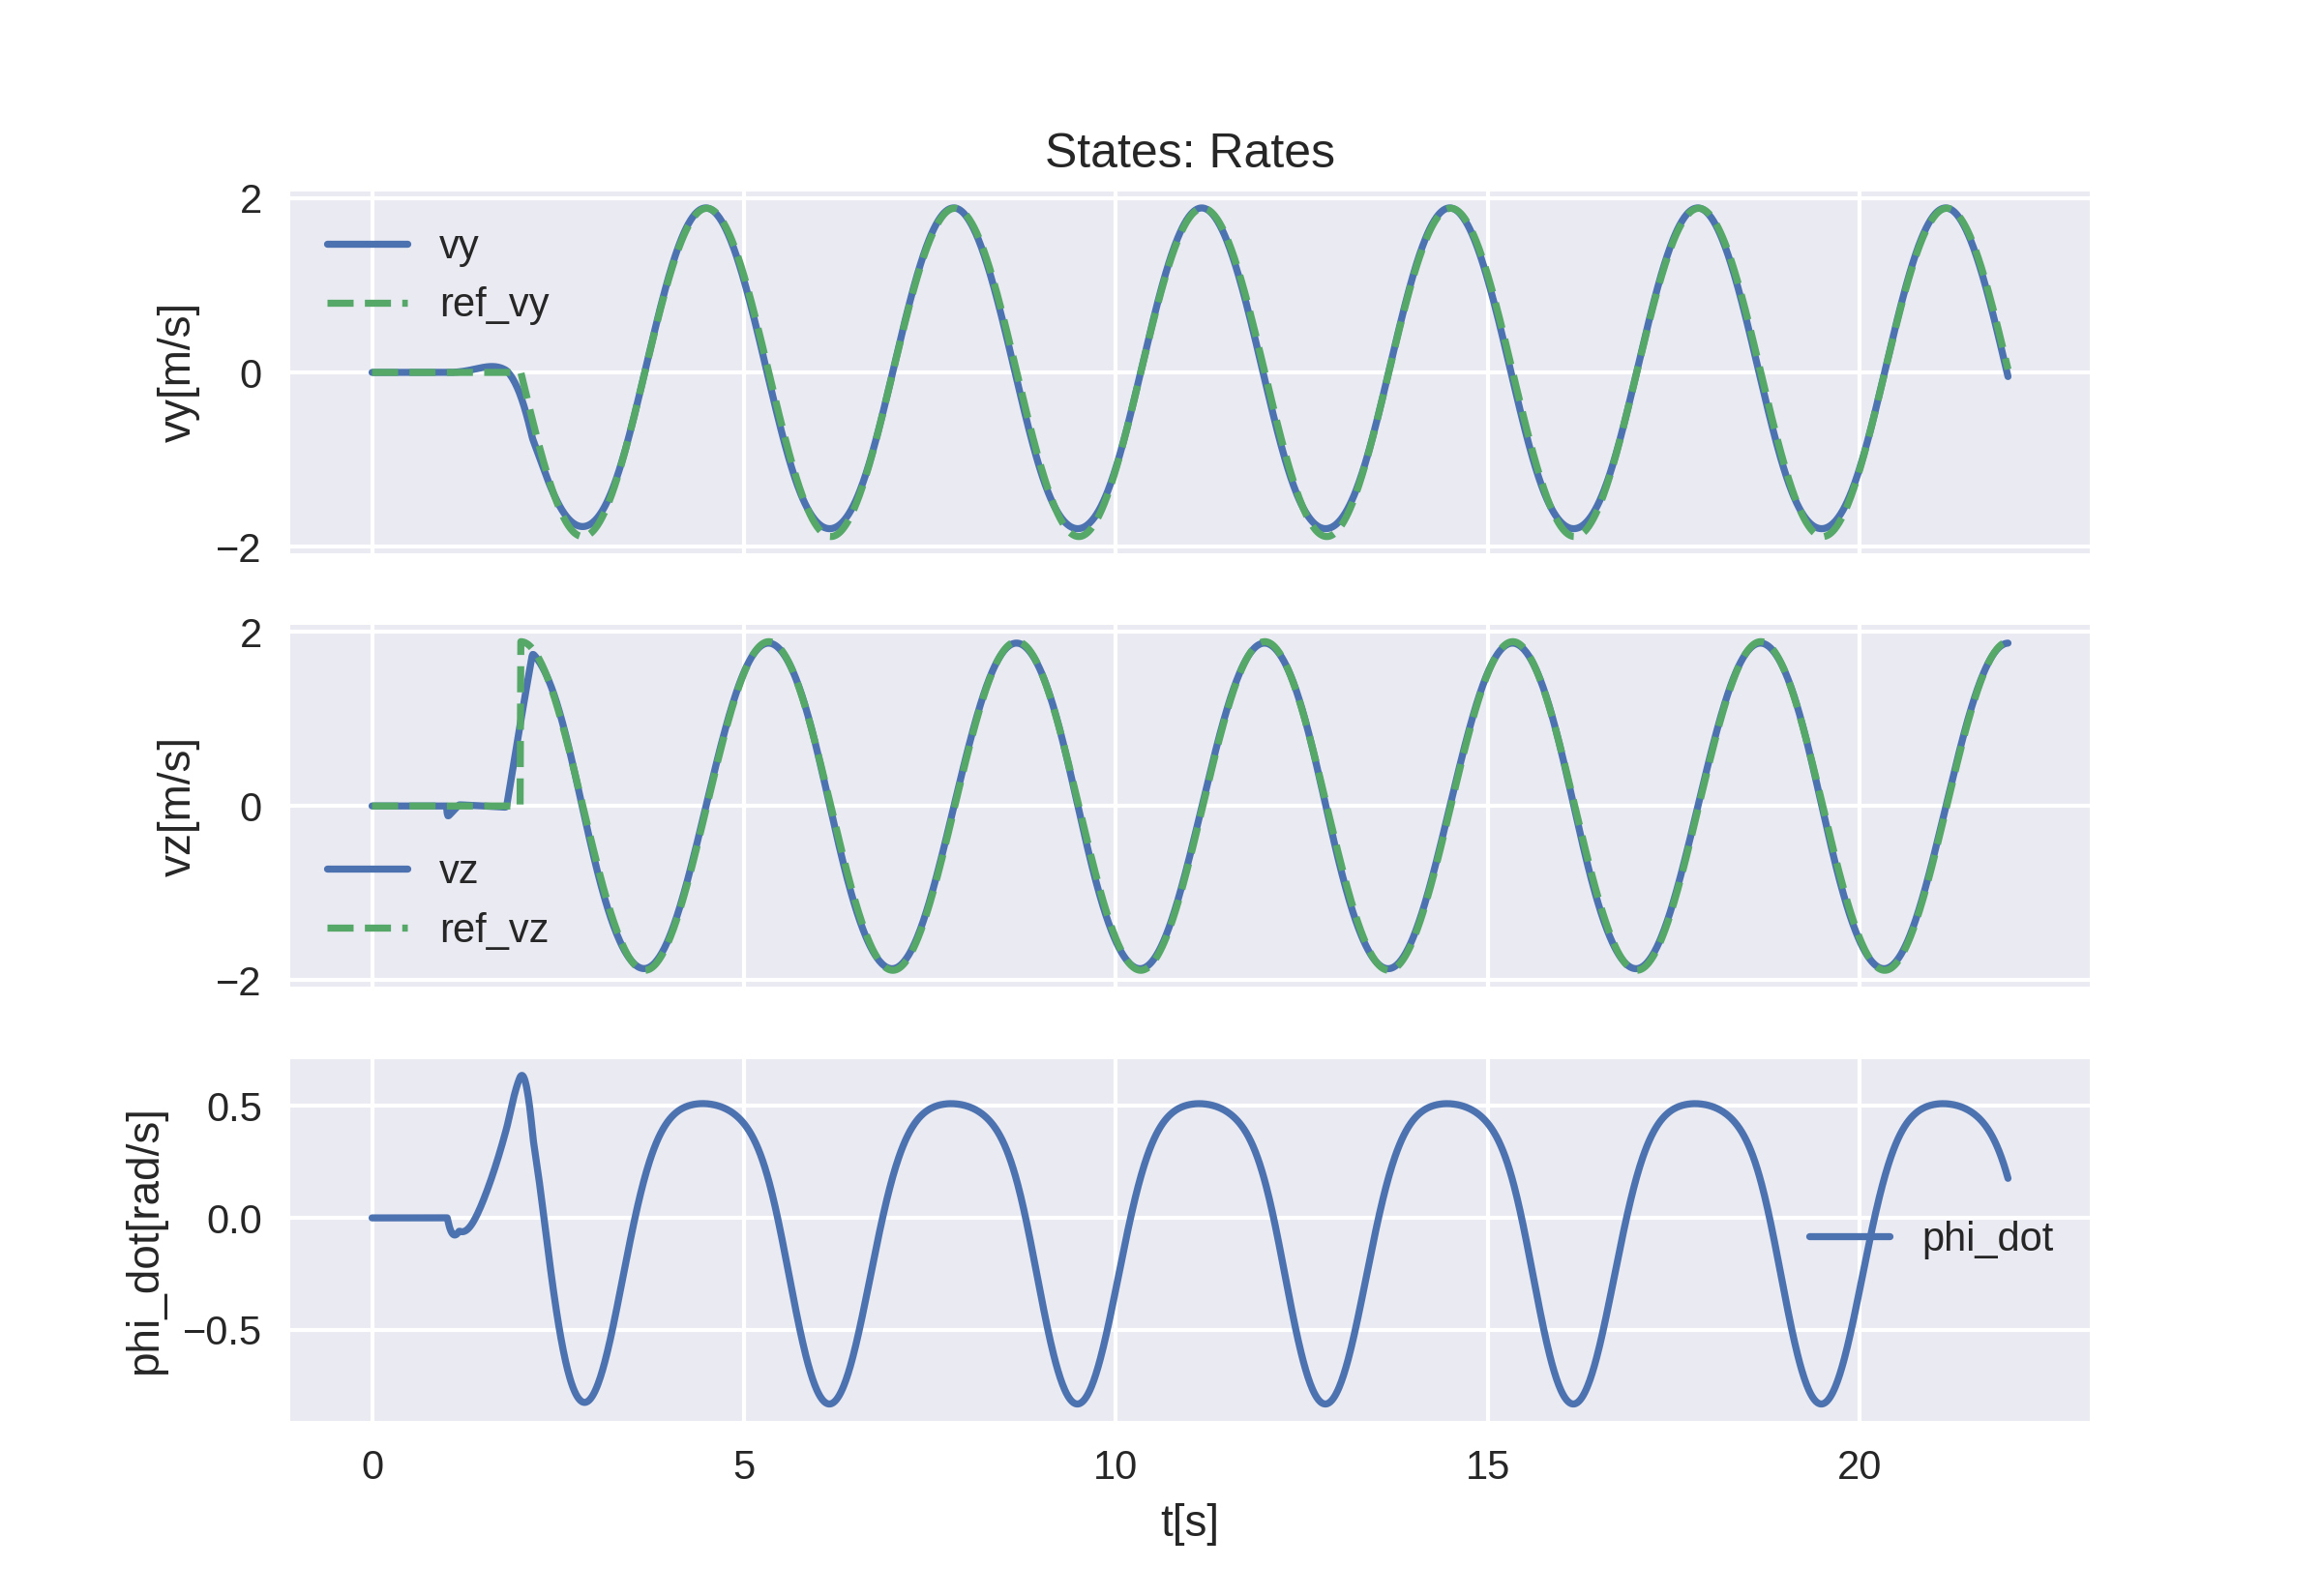 States: Rates
2
0
−2
vy[m/s]
vy
ref_vy
2
0
−2
vz[m/s]
vz
ref_vz
0.5
0.0
−0.5
phi_dot[rad/s]
phi_dot
0 5 10 15 20
t[s]